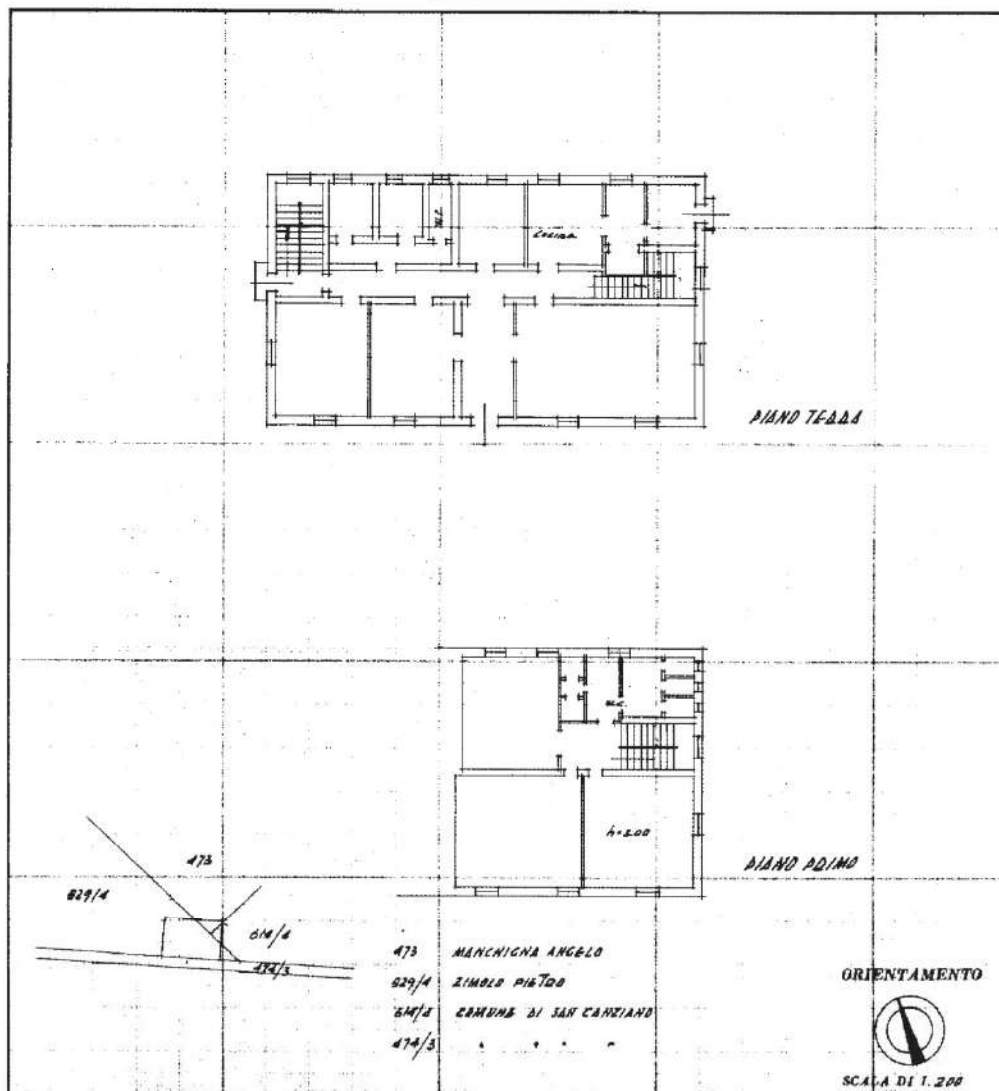 W.C.
cucina
PIANO TERRA
W.C.
h=3.00
PIANO PRIMO
473
629/4
614/4
474/3
473 MANCHIGNA ANGELO
629/4 ZIMOLO PIETRO
614/4 COMUNE DI SAN CANZIANO
474/3 " " " "
ORIENTAMENTO
SCALA DI 1.200